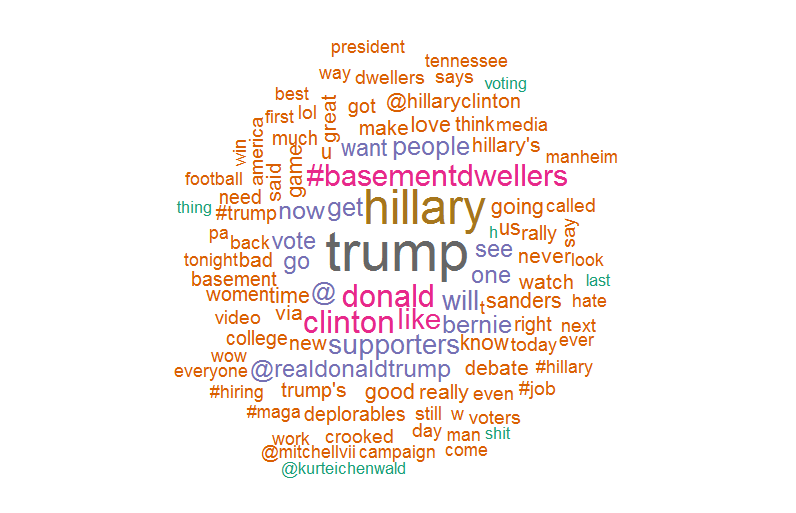 president
tennessee
way dwellers says
voting
best
@hillaryclinton
first lol
great
got
make love think media
much
u
want people hillary's
manheim
win
america
said
game
#basementdwellers
football
need
thing
#trump now get hillary going called
pa
back vote
h us rally
say
tonight bad go trump see never look
basement
one
watch
last
women time @ donald will t sanders hate
video
via clinton like bernie right next
college new supporters know today ever
wow
everyone @realdonaldtrump debate #hillary
#hiring trump's good really even #job
#maga deplorables still w voters
work crooked day man shit
@mitchellvii campaign come
@kurteichenwald